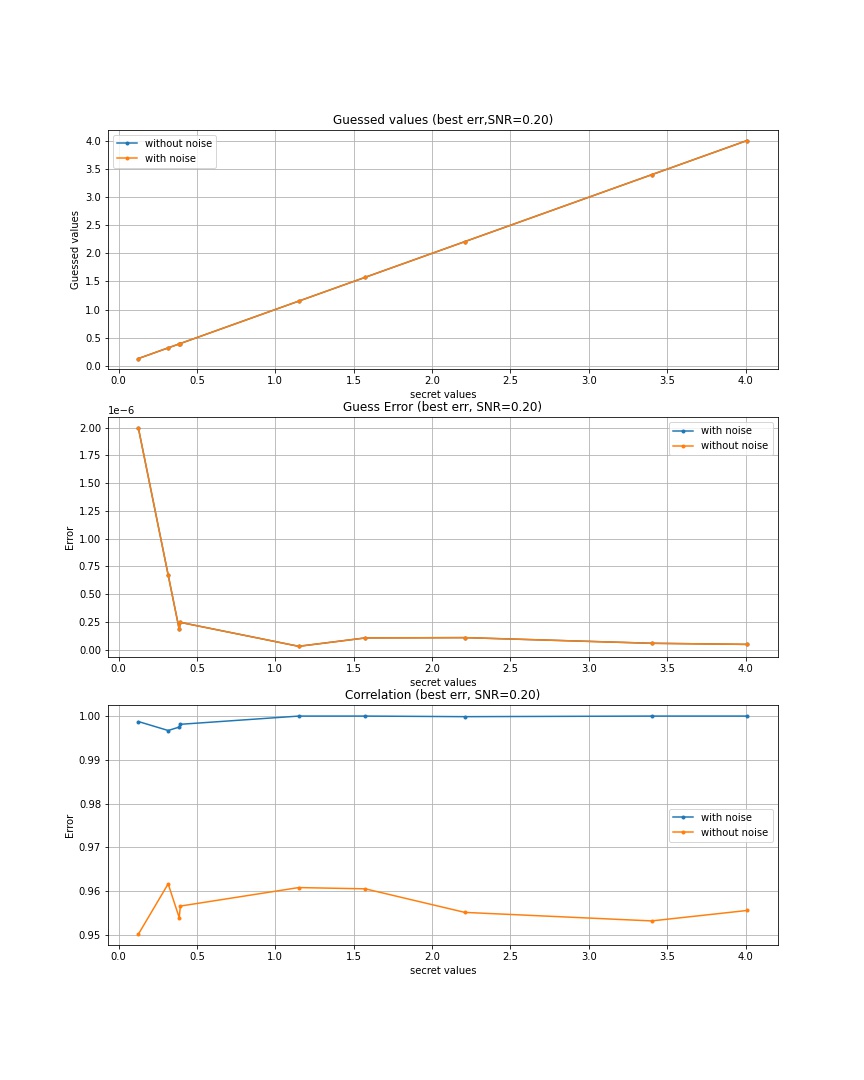 Guessed values (best err,SNR=0.20)
without noise
with noise
Guessed values
4.0
3.5
3.0
2.5
2.0
1.5
1.0
0.5
0.0
0.0 0.5 1.0 1.5 2.0 2.5 3.0 3.5 4.0
secret values
1e−6
Guess Error (best err, SNR=0.20)
with noise
without noise
Error
2.00
1.75
1.50
1.25
1.00
0.75
0.50
0.25
0.00
0.0 0.5 1.0 1.5 2.0 2.5 3.0 3.5 4.0
secret values
Correlation (best err, SNR=0.20)
with noise
without noise
Error
1.00
0.99
0.98
0.97
0.96
0.95
0.0 0.5 1.0 1.5 2.0 2.5 3.0 3.5 4.0
secret values